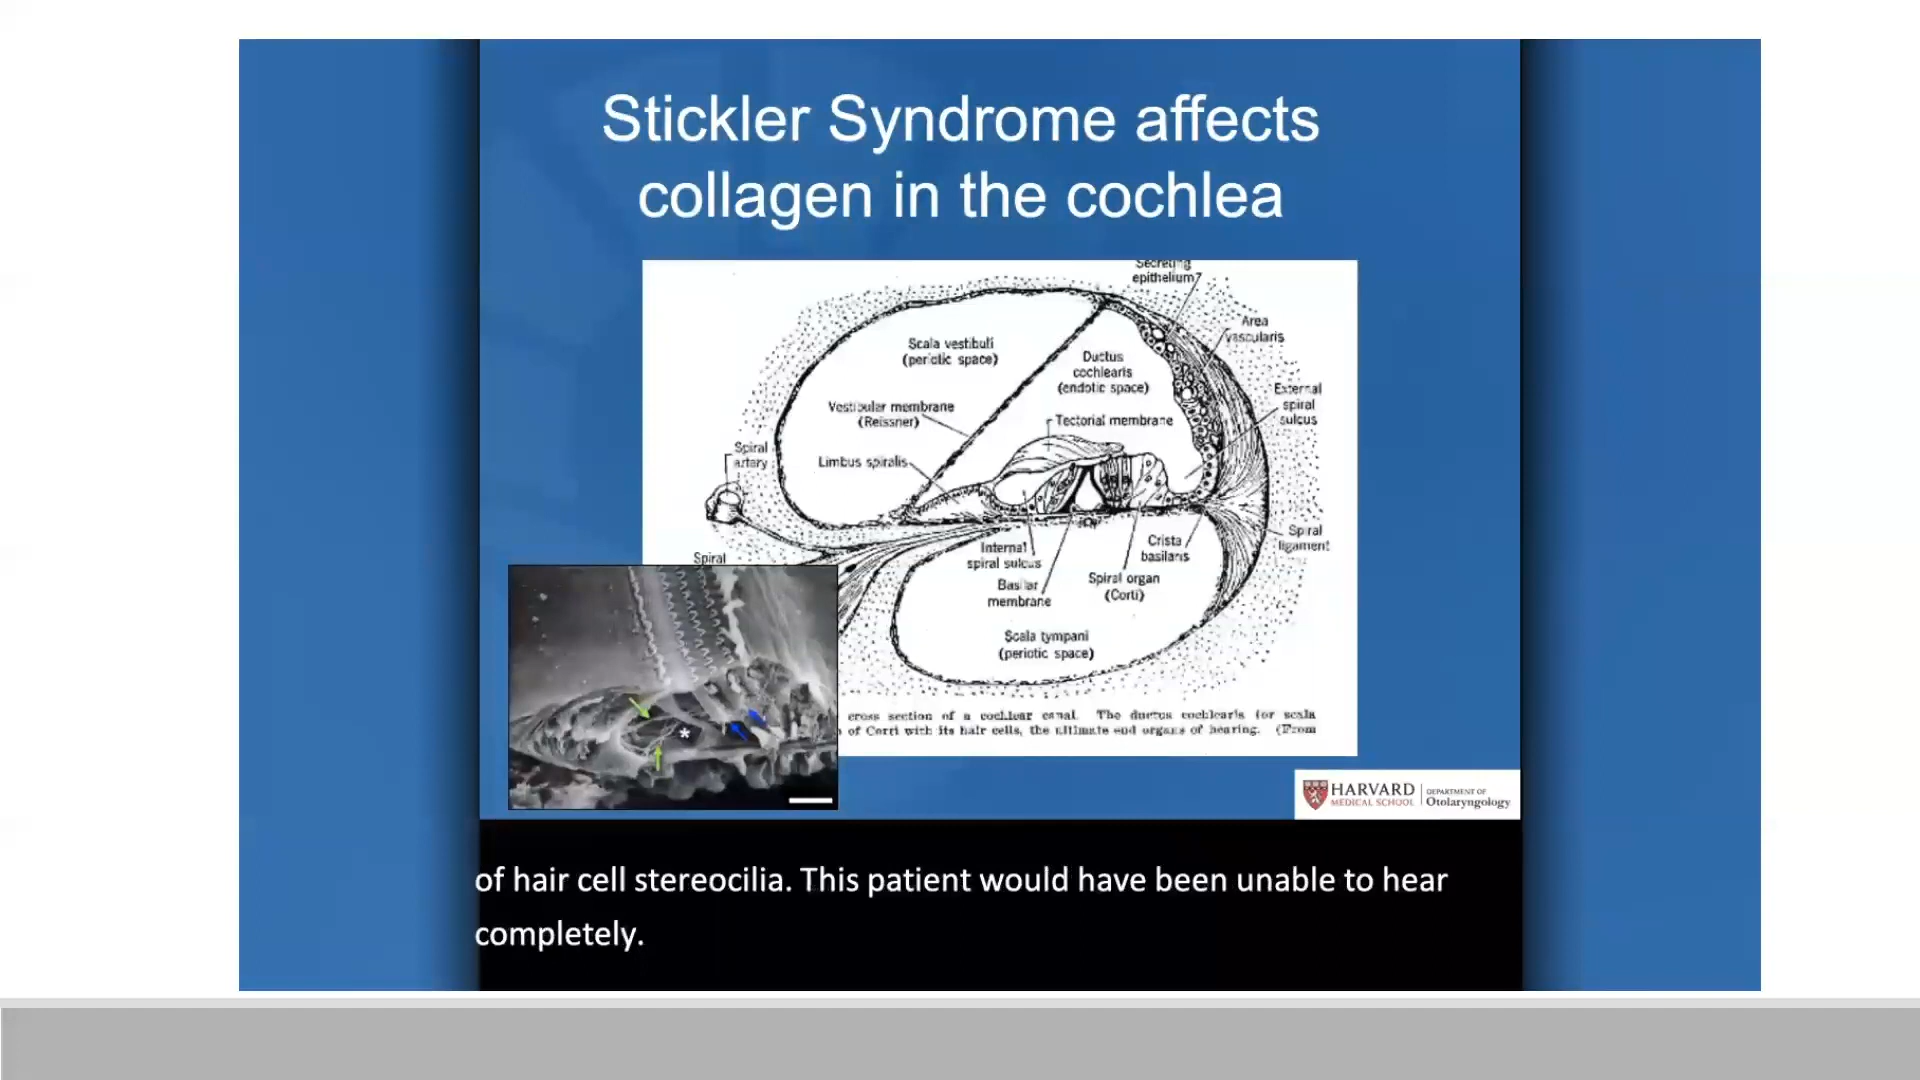 Stickler Syndrome affects
collagen in the cochlea
Secreting
epithelium?
Area
vascularis
Scala vestibuli
(periotic space)
Ductus
cochlearis
(endotic space)
External
spiral
sulcus
Vestibular membrane
(Reissner)
Tectorial membrane
Spiral
artery
Limbus spiralis
Spiral
ligament
Internal
spiral sulcus
Crista
basilaris
Spiral
Basilar
membrane
Spiral organ
(Corti)
Scala tympani
(periotic space)
*
cross section of a cochlear canal. The ductus cochlearis (or scala
of Corti with its hair cells, the ultimate end organs of hearing. (From
HARVARD
MEDICAL SCHOOL
DEPARTMENT OF
Otolaryngology
of hair cell stereocilia. This patient would have been unable to hear
completely.